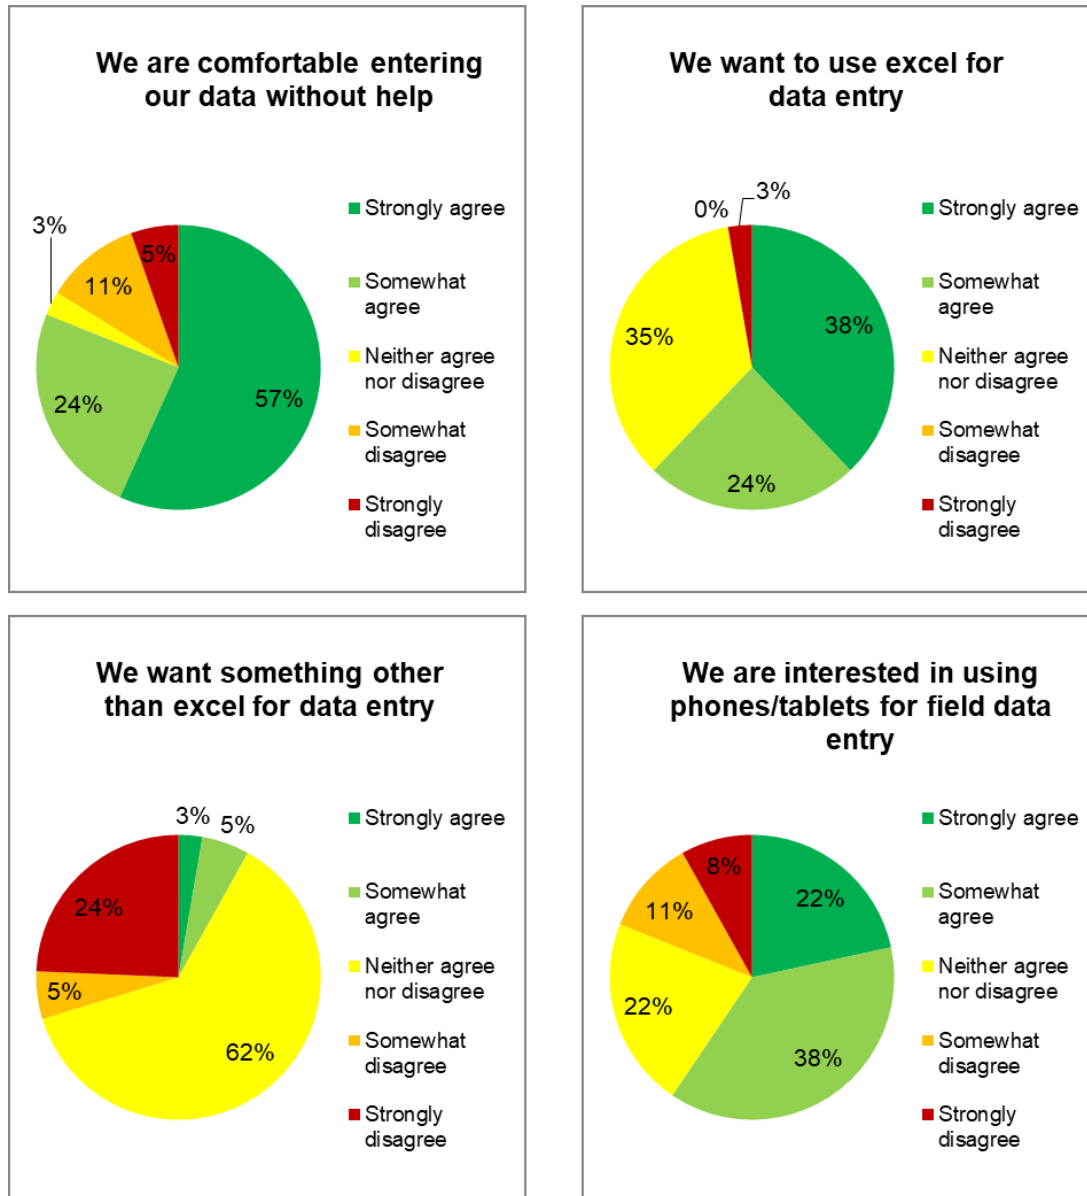 We are comfortable entering
our data without help
3%
5%
11%
24%
57%
Strongly agree
Somewhat
agree
Neither agree
nor disagree
Somewhat
disagree
Strongly
disagree
We want to use excel for
data entry
0%
3%
35%
38%
24%
Strongly agree
Somewhat
agree
Neither agree
nor disagree
Somewhat
disagree
Strongly
disagree
We want something other
than excel for data entry
3%
5%
24%
5%
62%
Strongly agree
Somewhat
agree
Neither agree
nor disagree
Somewhat
disagree
Strongly
disagree
We are interested in using
phones/tablets for field data
entry
8%
11%
22%
22%
38%
Strongly agree
Somewhat
agree
Neither agree
nor disagree
Somewhat
disagree
Strongly
disagree